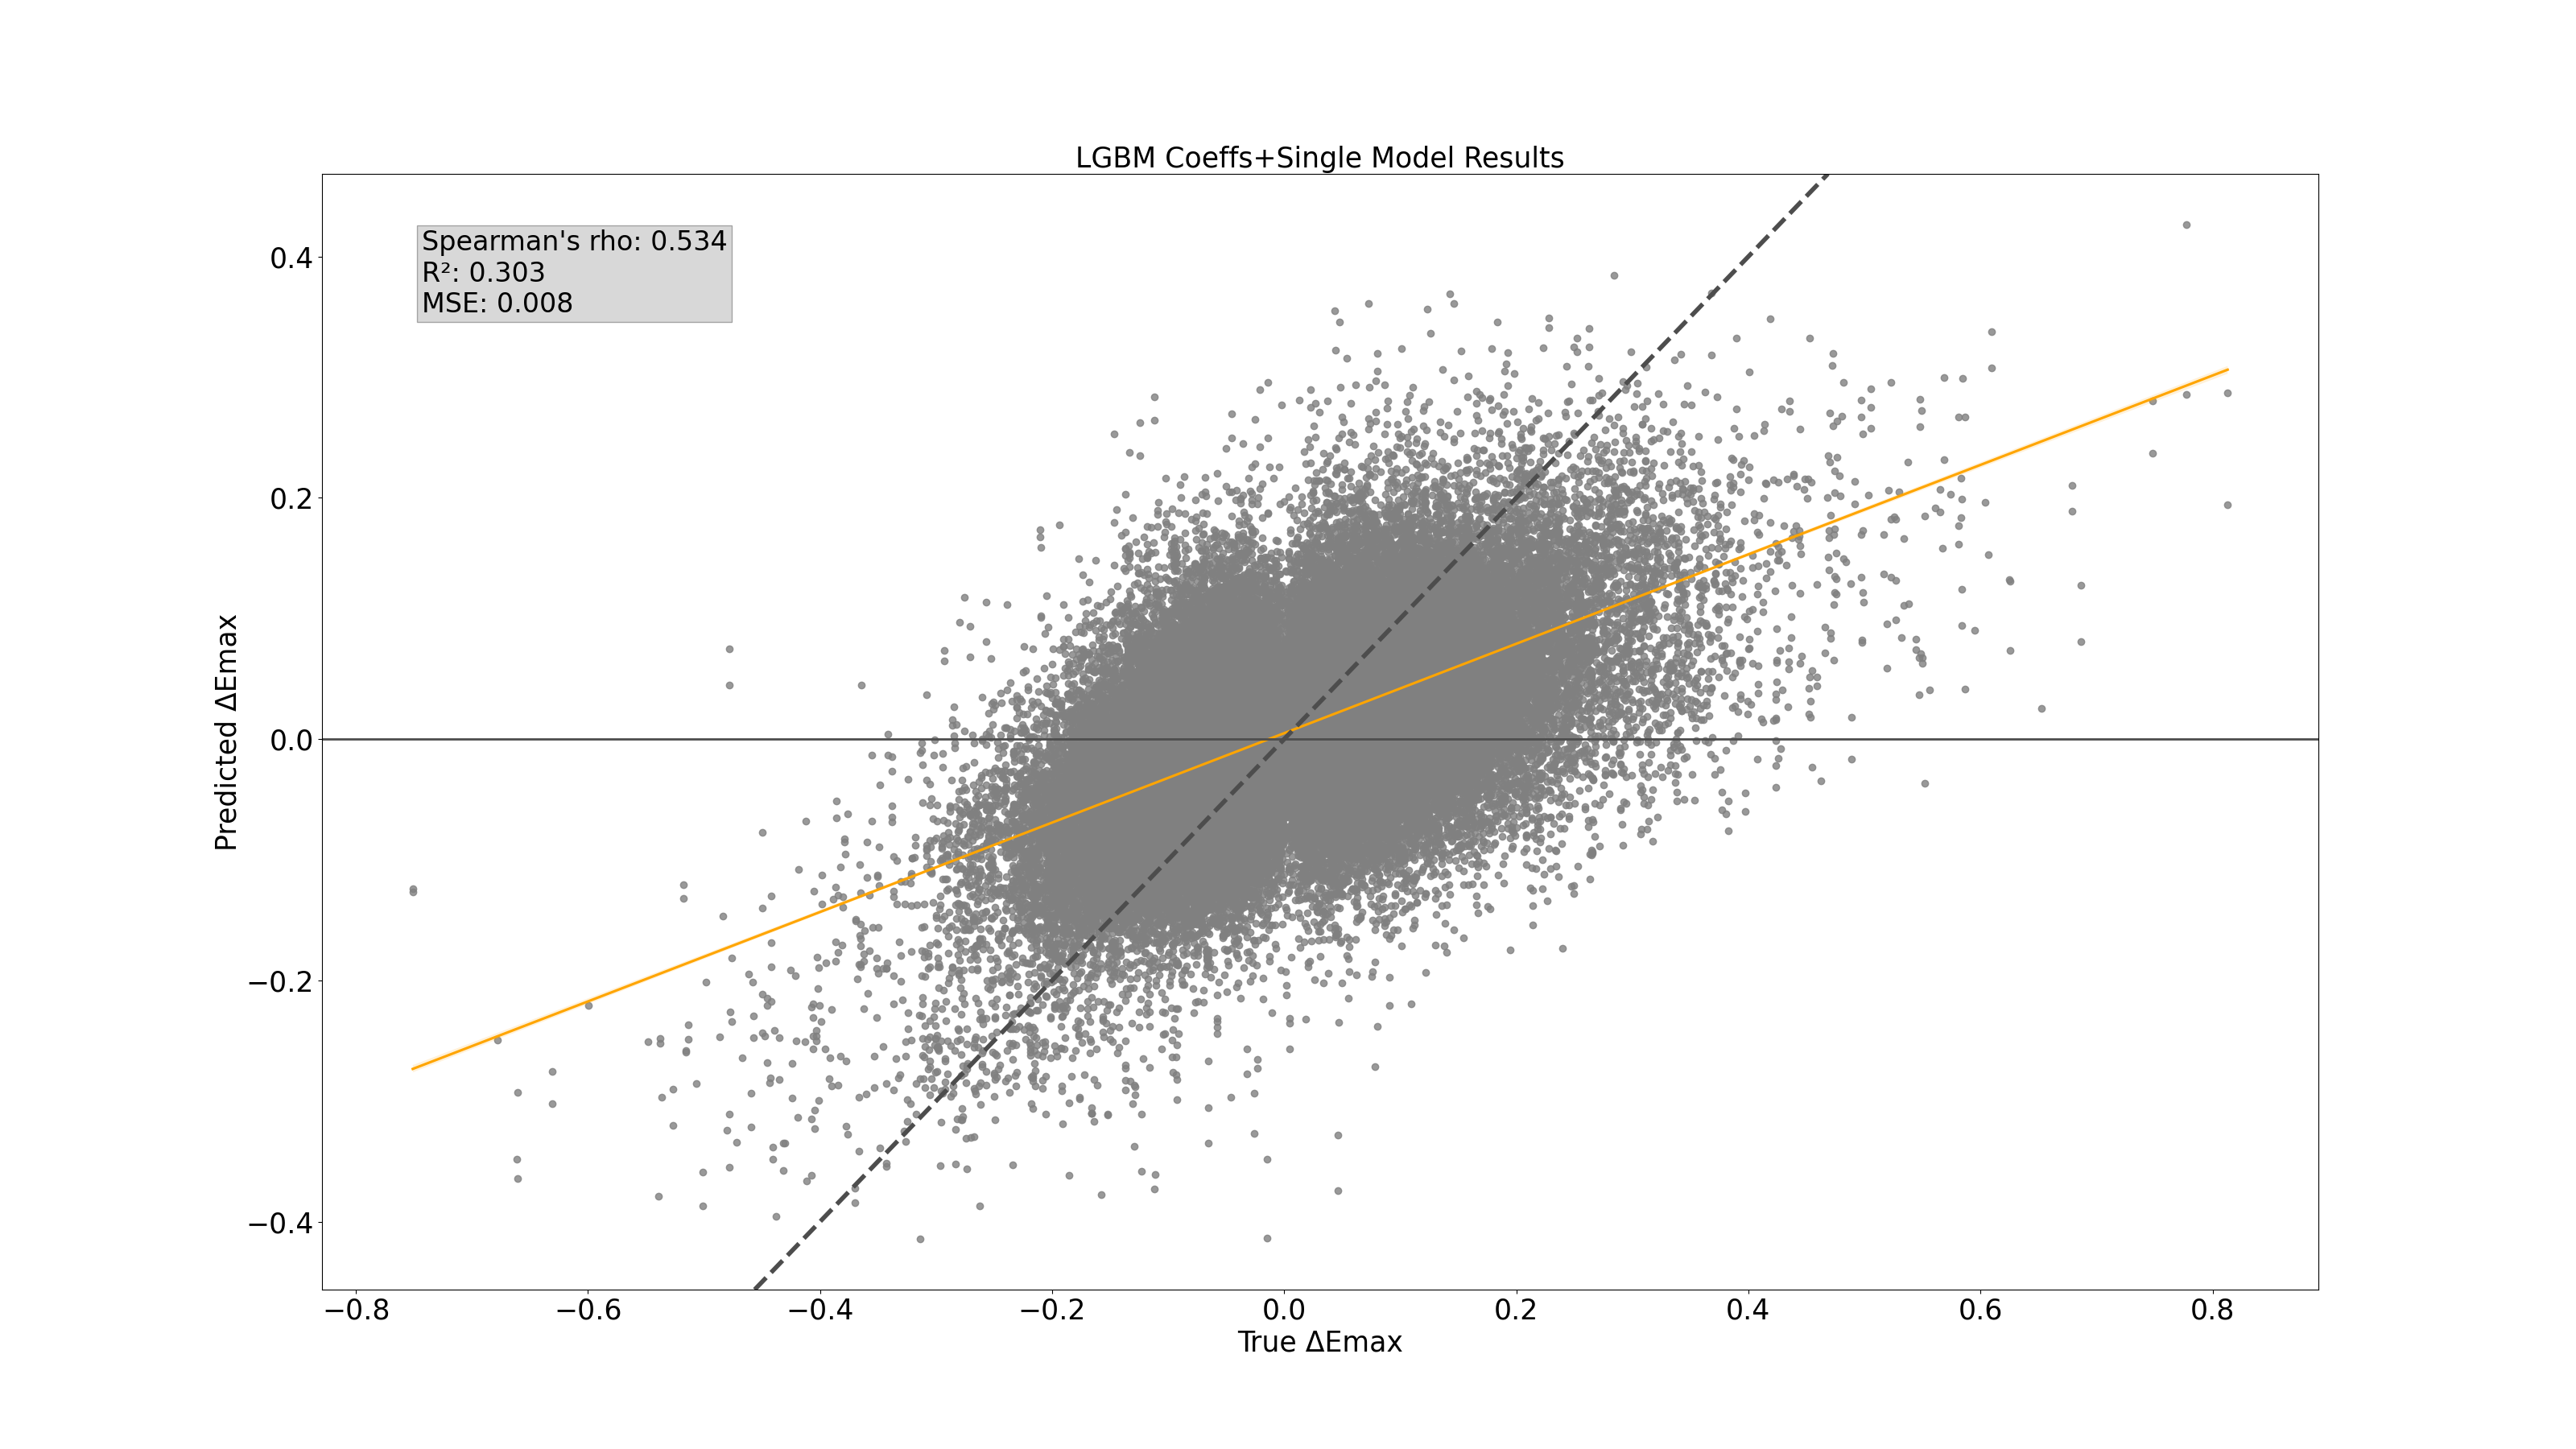 LGBM Coeffs+Single Model Results
Spearman's rho: 0.534
R²: 0.303
MSE: 0.008
Predicted ΔEmax
0.4
0.2
0.0
−0.2
−0.4
−0.8 −0.6 −0.4 −0.2 0.0 0.2 0.4 0.6 0.8
True ΔEmax